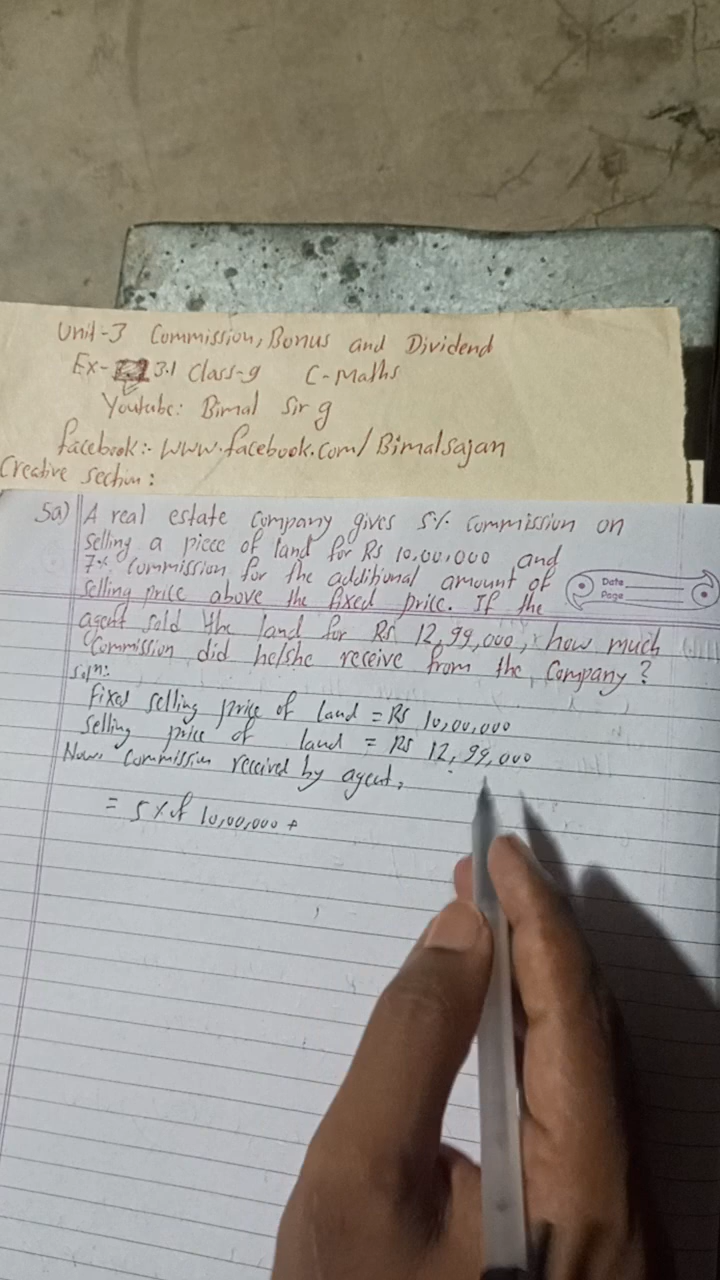 Unit-3 Commission, Bonus and Dividend
Ex- 3.1 Class-9 C-Maths
Youtube: Bimal Sir g
facebook:- www.facebook.com/Bimalsajan
Creative section:
5a) A real estate company gives 5% commission on
selling a piece of land for Rs 10,00,000 and
7% commission for the additional amount of
selling price above the fixed price. If the
agent sold the land for Rs 12,99,000, how much
commission did he/she receive from the company?
Date
Page
Soln:
Fixed selling price of land = Rs 10,00,000
Selling price of land = Rs 12,99,000
Now, commission received by agent,
= 5% of 10,00,000 +